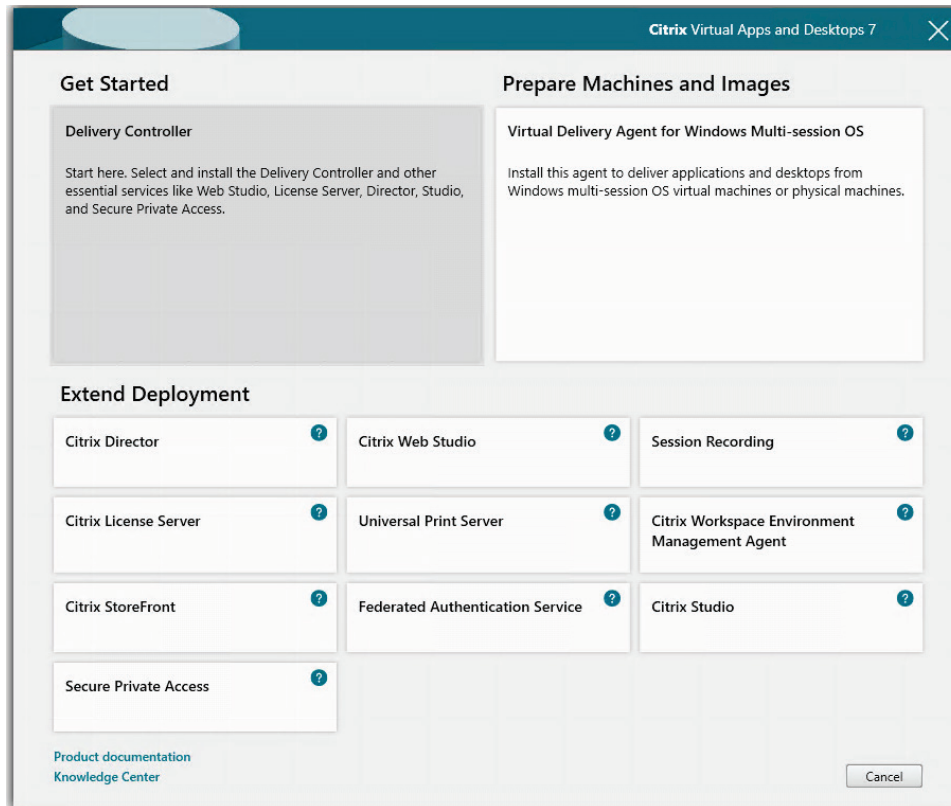 Citrix Virtual Apps and Desktops 7
Get Started
Delivery Controller
Start here. Select and install the Delivery Controller and other
essential services like Web Studio, License Server, Director, Studio,
and Secure Private Access.
Prepare Machines and Images
Virtual Delivery Agent for Windows Multi-session OS
Install this agent to deliver applications and desktops from
Windows multi-session OS virtual machines or physical machines.
Extend Deployment
Citrix Director ?
Citrix Web Studio ?
Session Recording ?
Citrix License Server ?
Universal Print Server ?
Citrix Workspace Environment ?
Management Agent
Citrix StoreFront ?
Federated Authentication Service ?
Citrix Studio ?
Secure Private Access ?
Product documentation
Knowledge Center
Cancel